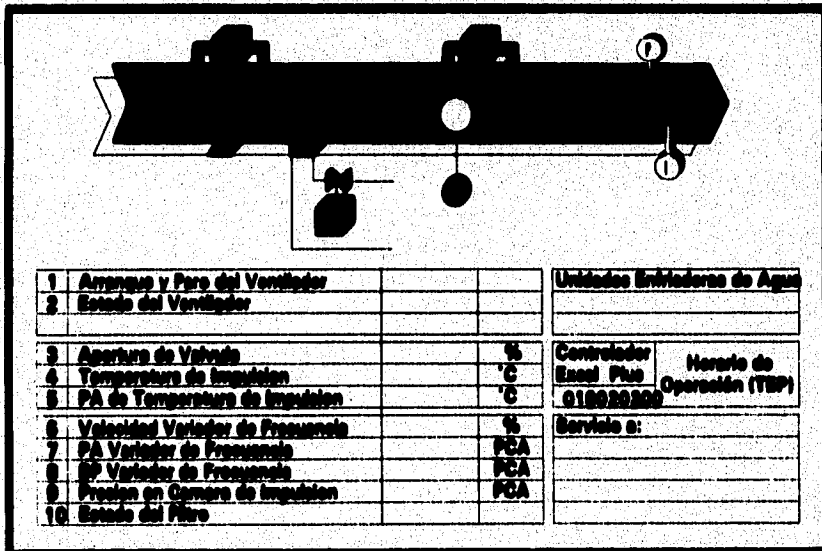 1 Arranque y Paro del Ventilador
2 Estado del Ventilador
3 Apertura de Valvula %
4 Temperatura de Impulsion °C
5 PA de Temperatura de Impulsion °C
6 Velocidad Variador de Frecuencia %
7 PA Variador de Frecuencia PCA
8 SP Variador de Frecuencia PCA
9 Presion en Camara de Impulsion PCA
10 Estado del Filtro
Unidades Enfriadoras de Agua
Controlador
Excel Plus
Horario de
Operación (TSP)
Servicio a: